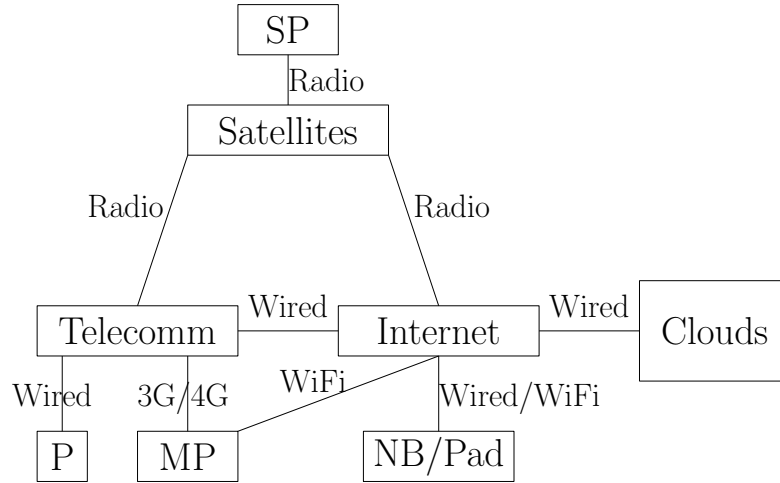 SP
Radio
Satellites
Radio
Radio
Telecomm
Wired
Internet
Wired
Clouds
Wired
3G/4G
WiFi
Wired/WiFi
P
MP
NB/Pad